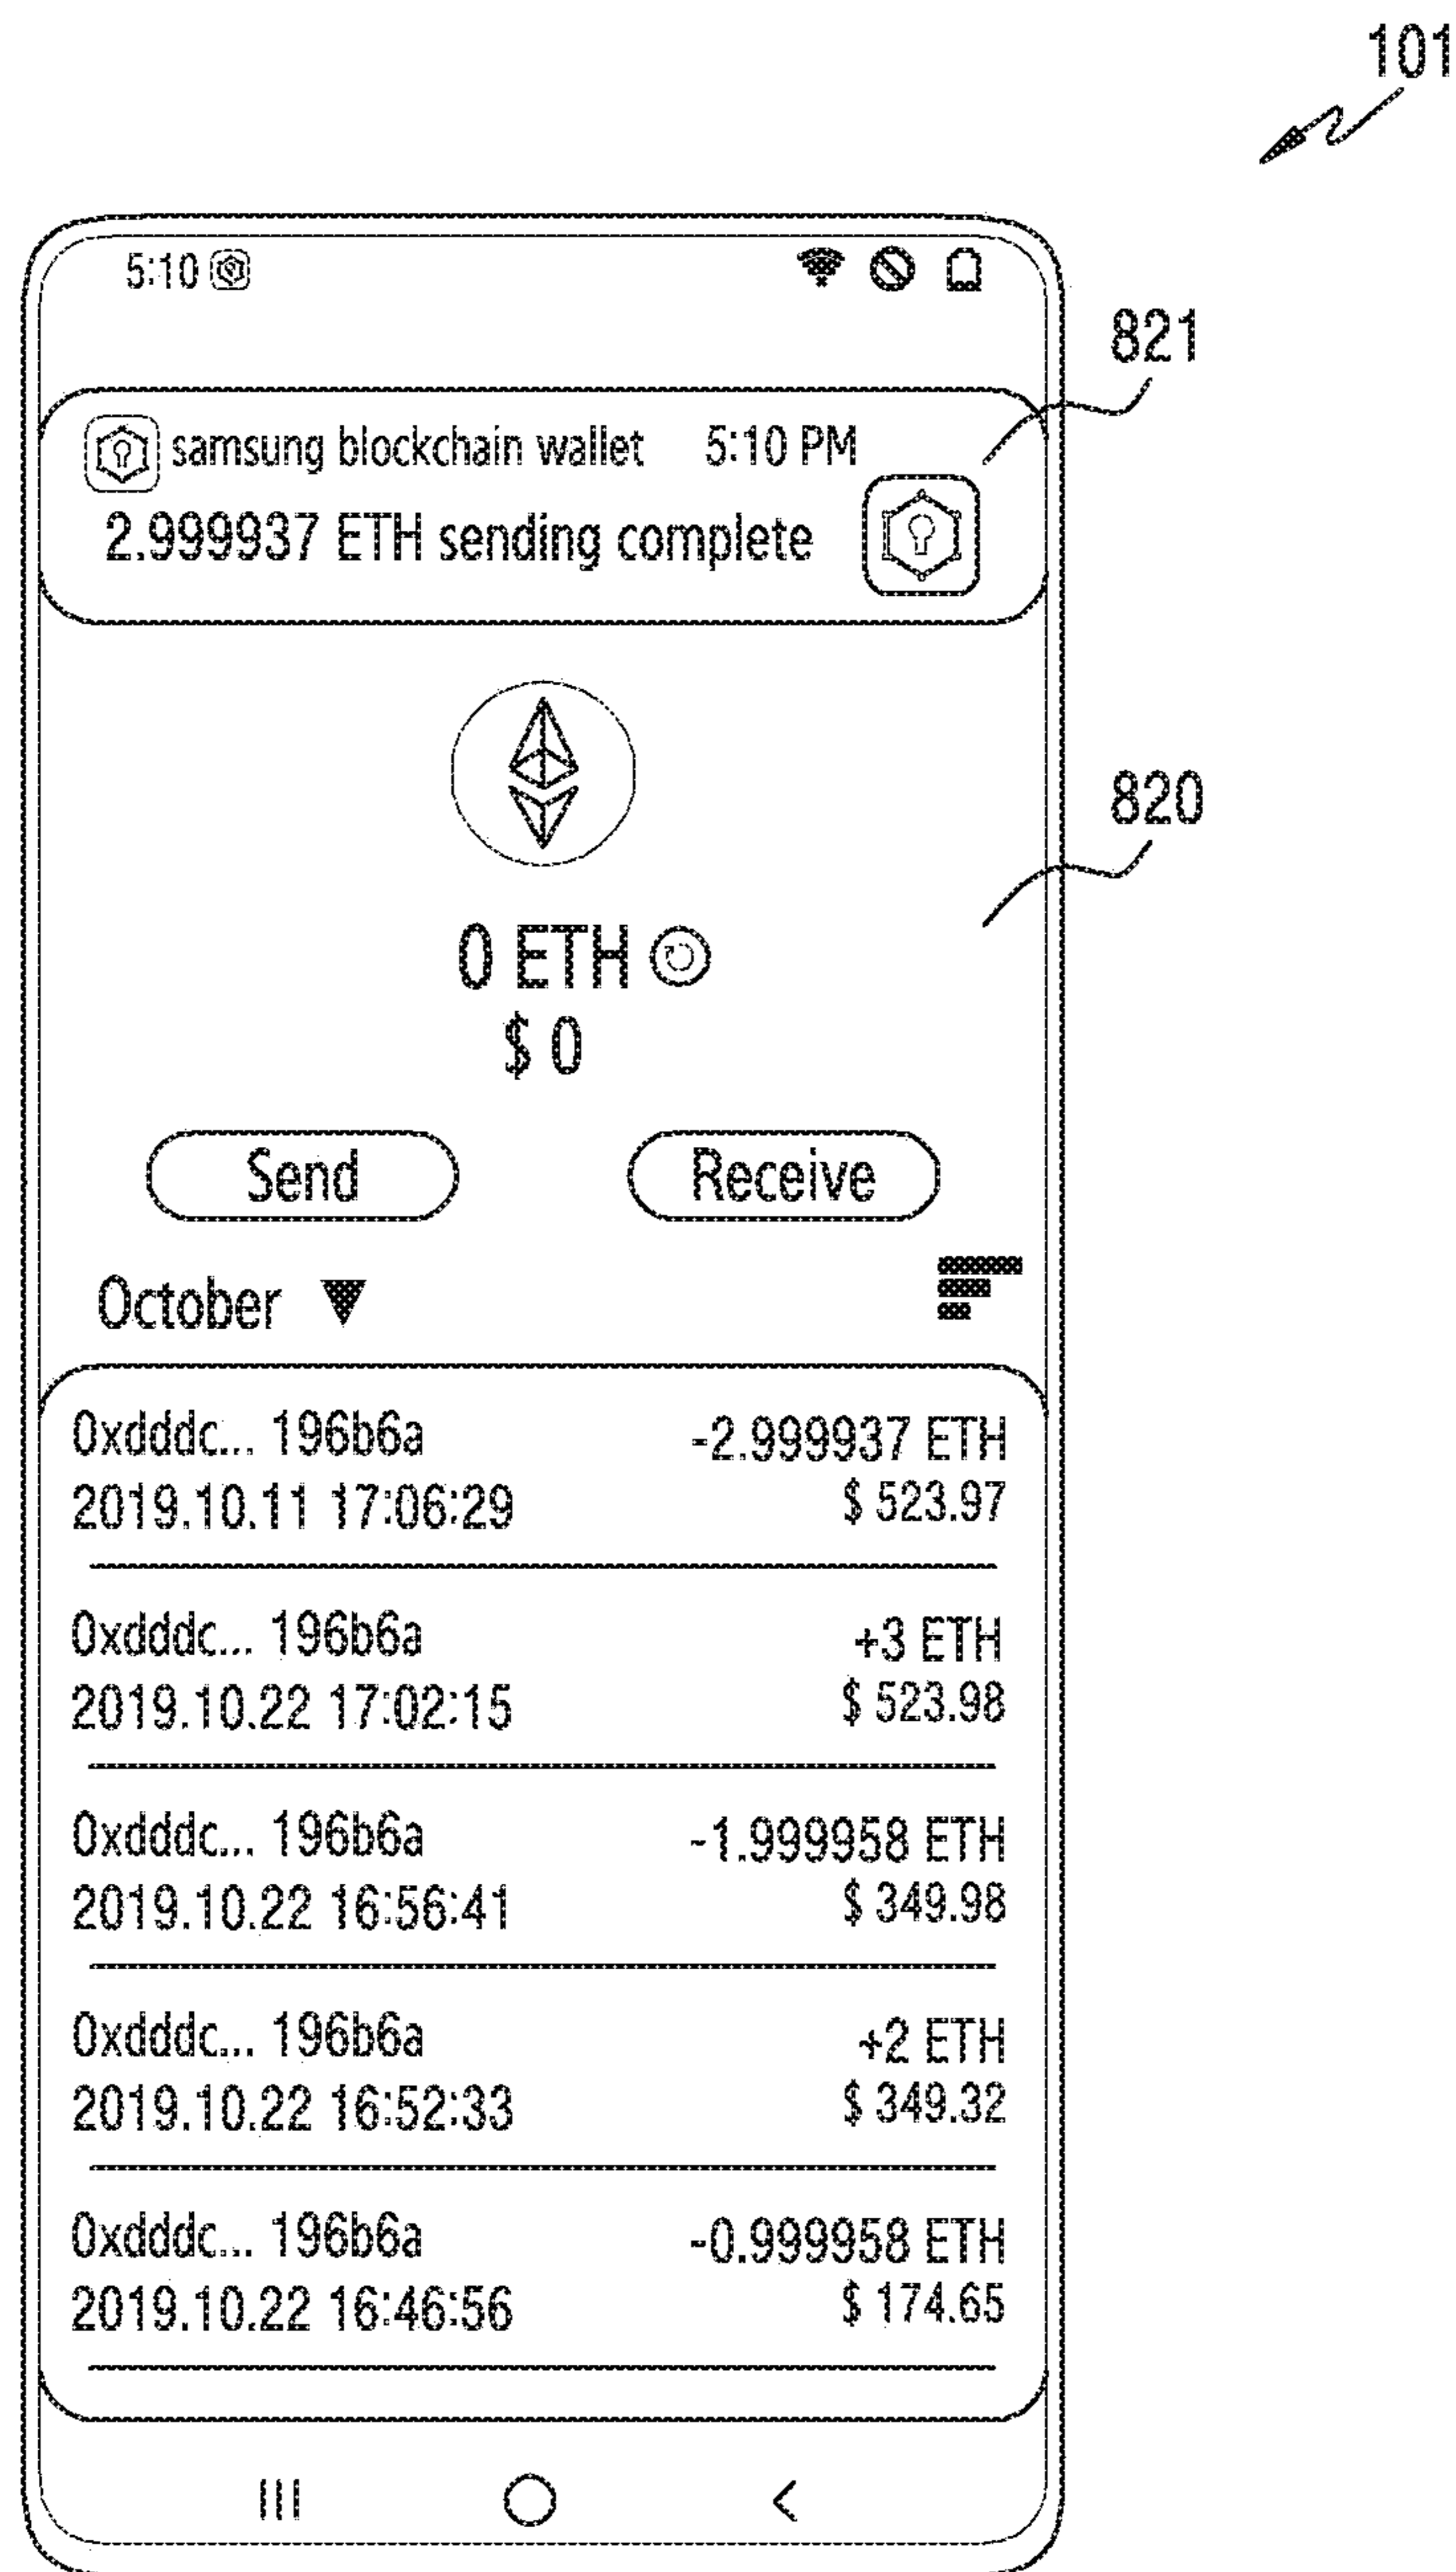 101
5:10
821
samsung blockchain wallet 5:10 PM
2.999937 ETH sending complete
820
0 ETH
$ 0
Send Receive
October
0xdddc... 196b6a -2.999937 ETH
2019.10.11 17:06:29 $ 523.97
0xdddc... 196b6a +3 ETH
2019.10.22 17:02:15 $ 523.98
0xdddc... 196b6a -1.999958 ETH
2019.10.22 16:56:41 $ 349.98
0xdddc... 196b6a +2 ETH
2019.10.22 16:52:33 $ 349.32
0xdddc... 196b6a -0.999958 ETH
2019.10.22 16:46:56 $ 174.65